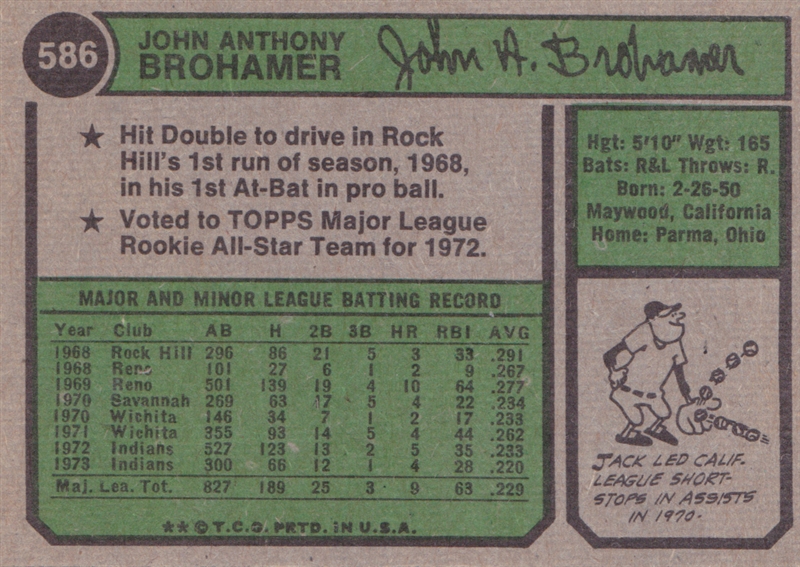 586
JOHN ANTHONY
BROHAMER
John A. Brohamer
★ Hit Double to drive in Rock
Hill's 1st run of season, 1968,
in his 1st At-Bat in pro ball.
★ Voted to TOPPS Major League
Rookie All-Star Team for 1972.
Hgt: 5'10" Wgt: 165
Bats: R&L Throws: R.
Born: 2-26-50
Maywood, California
Home: Parma, Ohio
MAJOR AND MINOR LEAGUE BATTING RECORD
Year Club AB H 2B 3B HR RBI AVG
1968 Rock Hill 296 86 21 5 3 33 .291
1968 Reno 101 27 6 1 2 9 .267
1969 Reno 501 139 19 4 10 64 .277
1970 Savannah 269 63 17 5 4 22 .234
1970 Wichita 146 34 7 1 2 17 .233
1971 Wichita 355 93 14 5 4 44 .262
1972 Indians 527 123 13 2 5 35 .233
1973 Indians 300 66 12 1 4 28 .220
Maj. Lea. Tot. 827 189 25 3 9 63 .229
★★ © T.C.G. PRTD. IN U.S.A.
JACK LED CALIF.
LEAGUE SHORT-
STOPS IN ASSISTS
IN 1970.